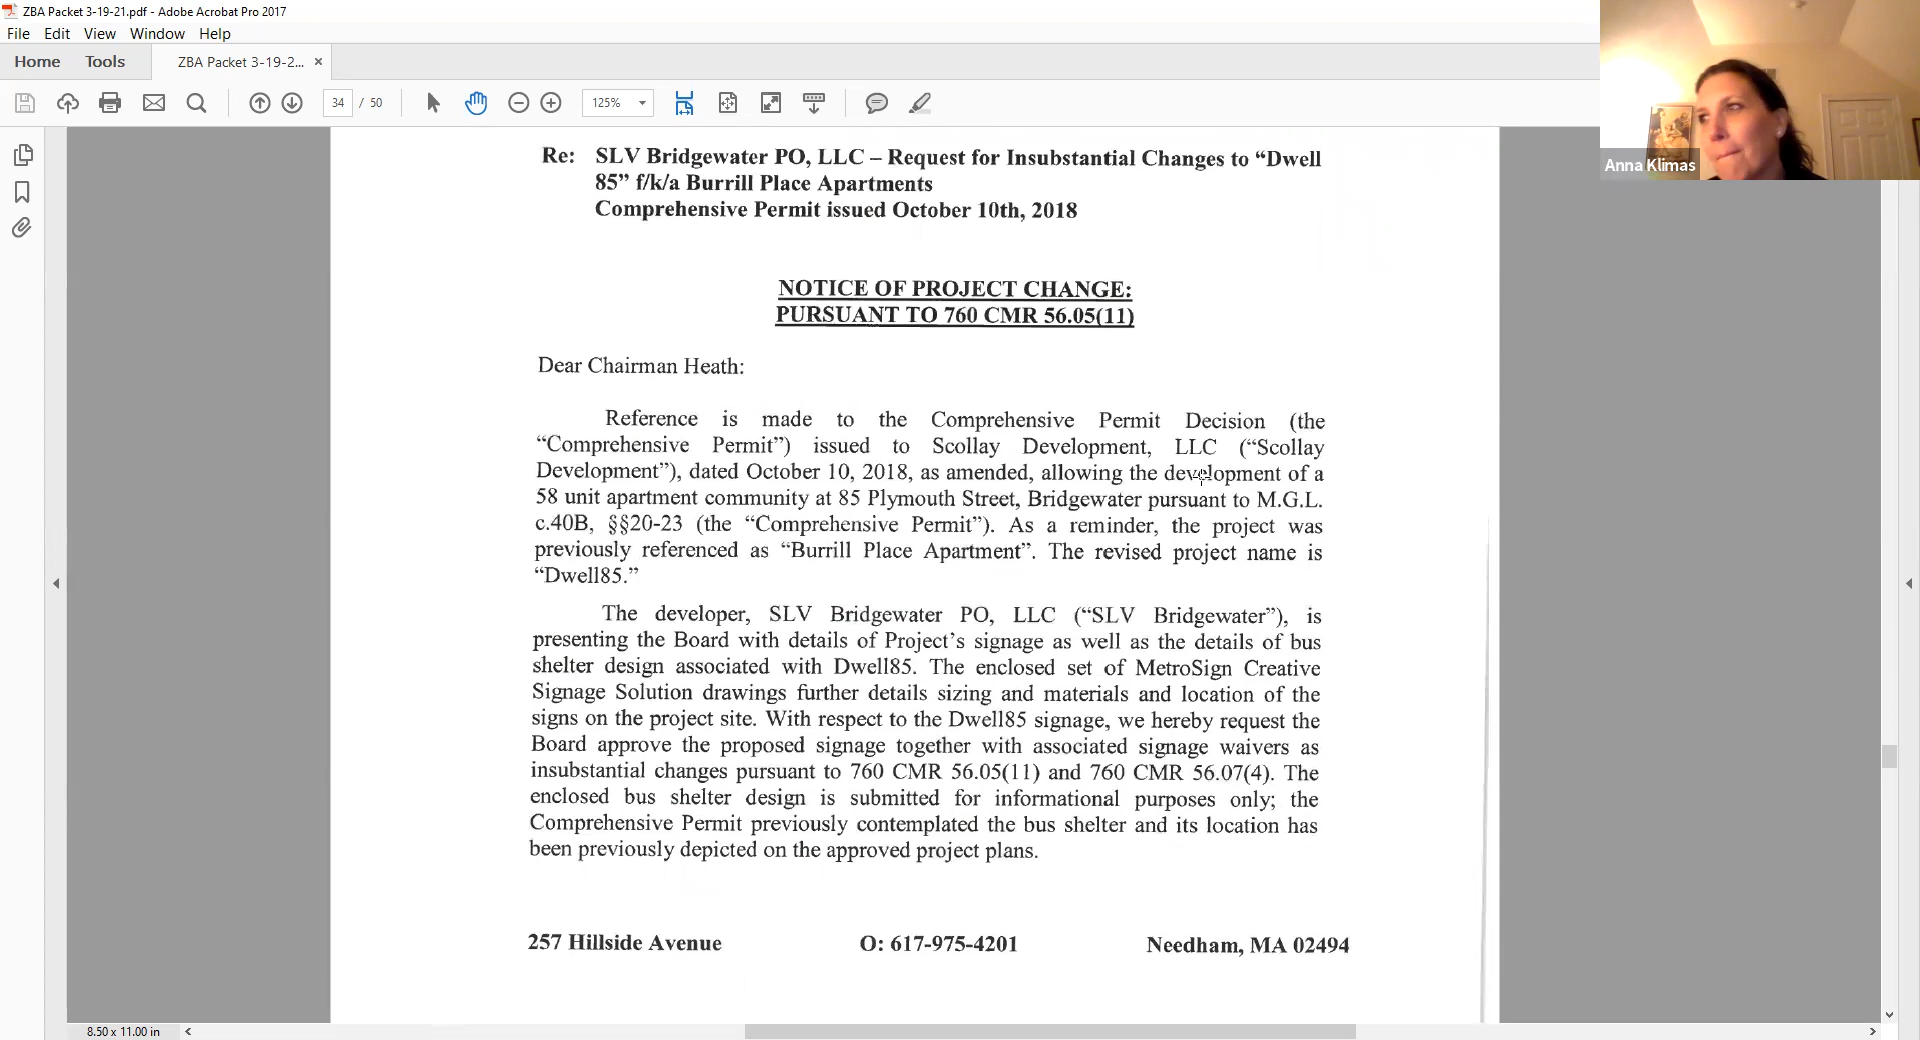 ZBA Packet 3-19-21.pdf - Adobe Acrobat Pro 2017
File Edit View Window Help
Home Tools ZBA Packet 3-19-2... ×
34 / 50 125%
Anna Klimas
Re: SLV Bridgewater PO, LLC – Request for Insubstantial Changes to “Dwell
85” f/k/a Burrill Place Apartments
Comprehensive Permit issued October 10th, 2018
NOTICE OF PROJECT CHANGE:
PURSUANT TO 760 CMR 56.05(11)
Dear Chairman Heath:
Reference is made to the Comprehensive Permit Decision (the
“Comprehensive Permit”) issued to Scollay Development, LLC (“Scollay
Development”), dated October 10, 2018, as amended, allowing the development of a
58 unit apartment community at 85 Plymouth Street, Bridgewater pursuant to M.G.L.
c.40B, §§20-23 (the “Comprehensive Permit”). As a reminder, the project was
previously referenced as “Burrill Place Apartment”. The revised project name is
“Dwell85.”
The developer, SLV Bridgewater PO, LLC (“SLV Bridgewater”), is
presenting the Board with details of Project’s signage as well as the details of bus
shelter design associated with Dwell85. The enclosed set of MetroSign Creative
Signage Solution drawings further details sizing and materials and location of the
signs on the project site. With respect to the Dwell85 signage, we hereby request the
Board approve the proposed signage together with associated signage waivers as
insubstantial changes pursuant to 760 CMR 56.05(11) and 760 CMR 56.07(4). The
enclosed bus shelter design is submitted for informational purposes only; the
Comprehensive Permit previously contemplated the bus shelter and its location has
been previously depicted on the approved project plans.
257 Hillside Avenue O: 617-975-4201 Needham, MA 02494
8.50 x 11.00 in